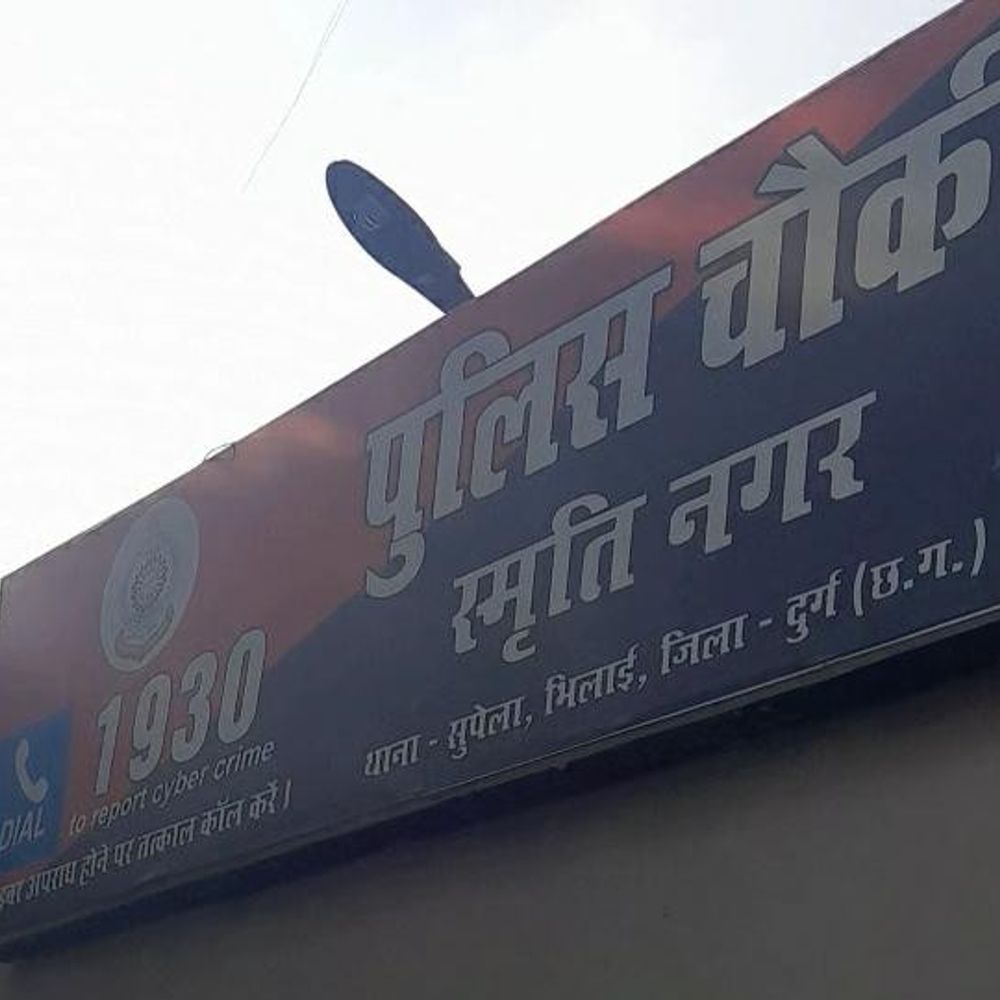 पुलिस चौकी
स्मृति नगर
थाना - सुपेला, भिलाई, जिला - दुर्ग (छ.ग.)
1930
DIAL
to report cyber crime
अपराध होने पर तत्काल कॉल करें।